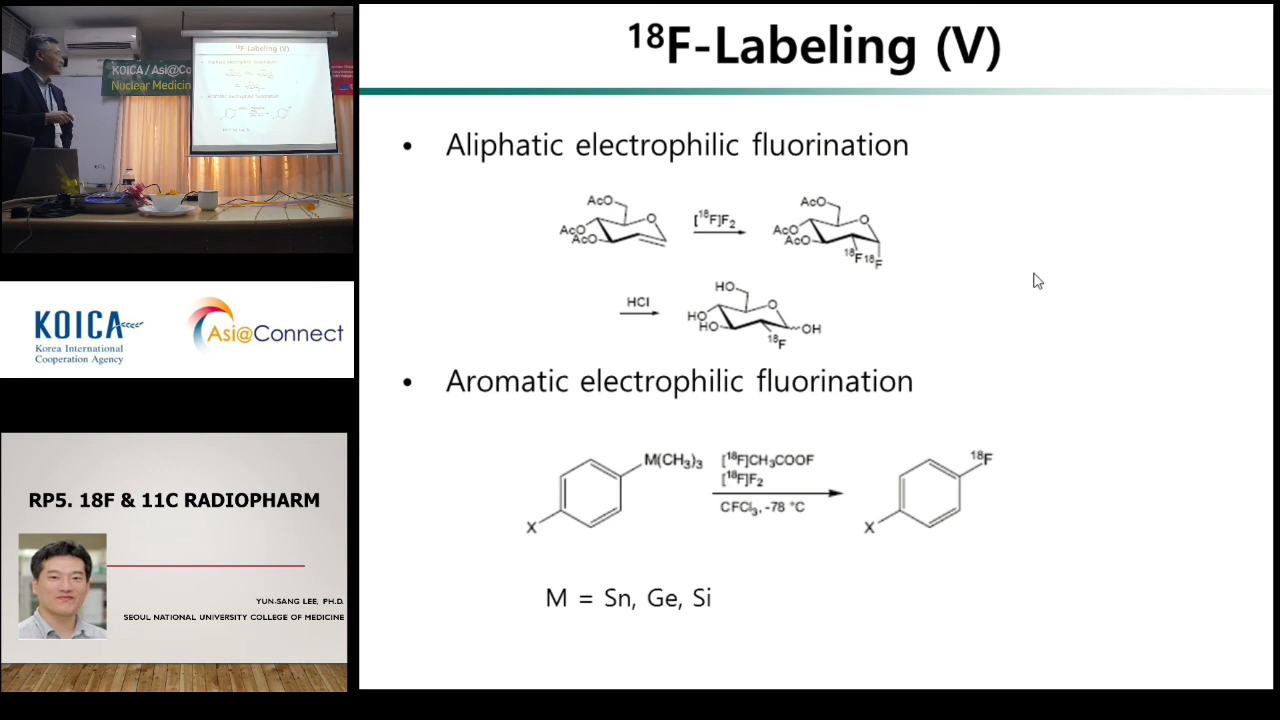 ¹⁸F-Labeling (V)
KOICA / Asi@Co
Nuclear Medicin
• Aliphatic electrophilic fluorination
AcO
AcO
AcO
O
[¹⁸F]F₂
AcO
AcO
AcO
O
¹⁸F
¹⁸F
HCl
HO
HO
HO
O
OH
¹⁸F
KOICA
Korea International
Cooperation Agency
Asi@Connect
• Aromatic electrophilic fluorination
M(CH₃)₃
X
[¹⁸F]CH₃COOF
[¹⁸F]F₂
CFCl₃, -78 °C
¹⁸F
X
M = Sn, Ge, Si
RP5. 18F & 11C RADIOPHARM
YUN-SANG LEE, PH.D.
SEOUL NATIONAL UNIVERSITY COLLEGE OF MEDICINE